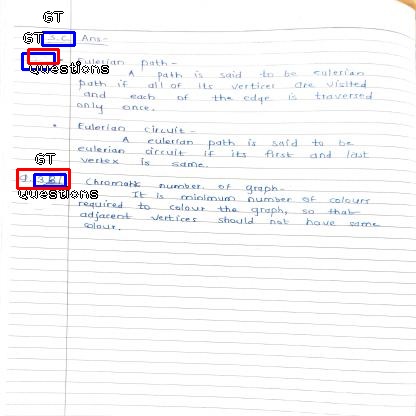 GT
GT 3.C. Ans-
Eulerian path-
Questions
A path is said to be eulerian
path if all of its vertices are visited
and each of the edge is traversed
only once.
• Eulerian circuit-
A eulerian path is said to be
eulerian circuit if its first and last
vertex is same.
GT
Chromatic number of graph-
Questions
It is minimum number of colours
required to colour the graph, so that
adjacent vertices should not have same
colour.